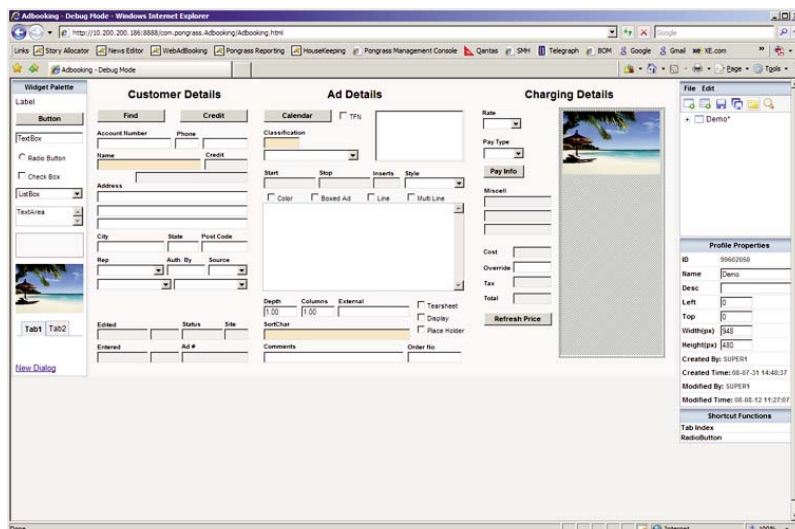 Adbooking - Debug Mode - Windows Internet Explorer
http://10.200.200.186:8888/com.pongrass.Adbooking/Adbooking.html
Google
Links Story Allocator News Editor WebAdBooking Pongrass Reporting HouseKeeping Pongrass Management Console Qantas SMH Telegraph BOM Google Gmail XE.com
Adbooking - Debug Mode
Page Tools
Widget Palette
Label
Button
TextBox
Radio Button
Check Box
ListBox
TextArea
Tab1 Tab2
New Dialog
Customer Details
Find Credit
Account Number Phone
Name Credit
Address
City State Post Code
Rep Auth. By Source
Edited Status Site
Entered Ad #
Ad Details
Calendar TFN
Classification
Start Stop Inserts Style
Color Boxed Ad Line Multi Line
Depth Columns External
1.00 1.00
Tearsheet
Display
Place Holder
SortChar
Comments Order No
Charging Details
Rate
Pay Type
Pay Info
Miscell
Cost
Override
Tax
Total
Refresh Price
File Edit
Demo*
Profile Properties
ID 99602050
Name Demo
Desc
Left 0
Top 0
Width(px) 948
Height(px) 480
Created By: SUPER1
Created Time: 08-07-31 14:48:37
Modified By: SUPER1
Modified Time: 08-08-12 11:27:07
Shortcut Functions
Tab Index
RadioButton
Done Internet 100%